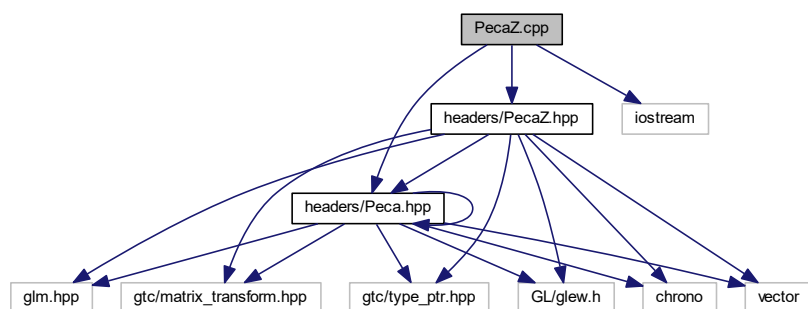 PecaZ.cpp
headers/PecaZ.hpp
iostream
headers/Peca.hpp
glm.hpp
gtc/matrix_transform.hpp
gtc/type_ptr.hpp
GL/glew.h
chrono
vector